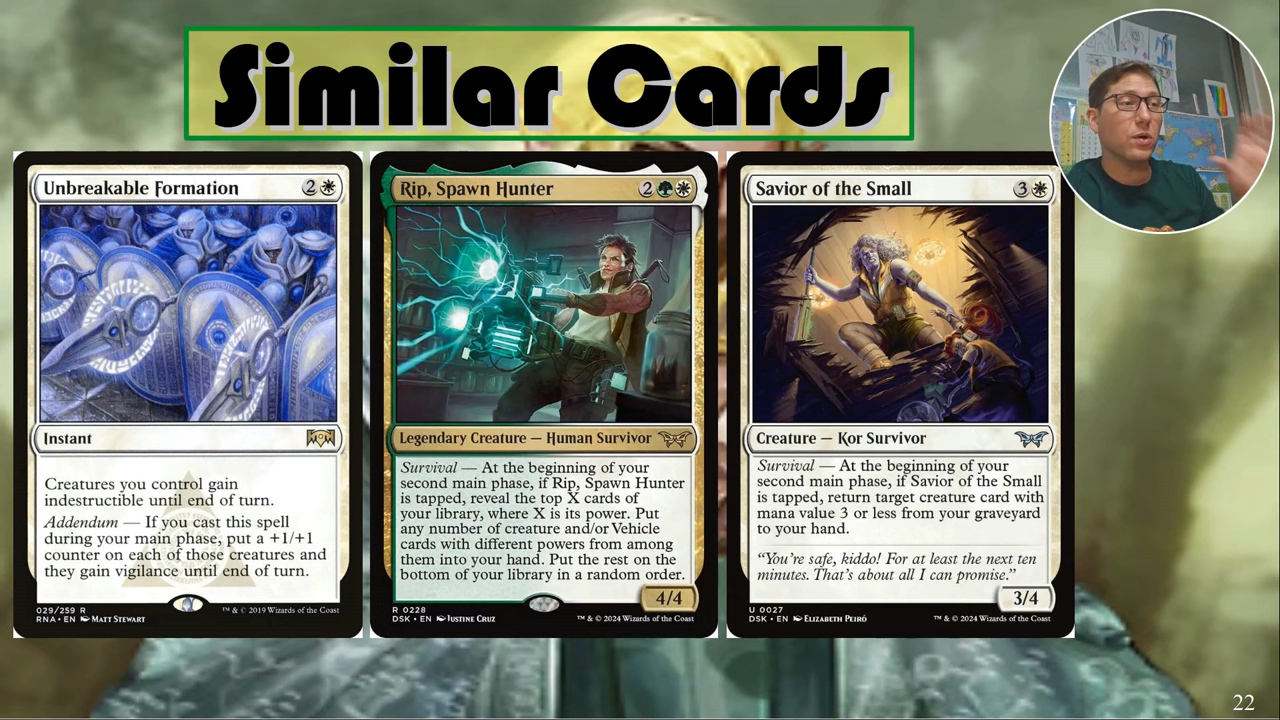 Similar Cards
Unbreakable Formation 2
Instant
Creatures you control gain
indestructible until end of turn.
Addendum — If you cast this spell
during your main phase, put a +1/+1
counter on each of those creatures and
they gain vigilance until end of turn.
029/259 R
RNA • EN Matt Stewart
™ & © 2019 Wizards of the Coast
Rip, Spawn Hunter 2
Legendary Creature — Human Survivor
Survival — At the beginning of your
second main phase, if Rip, Spawn Hunter
is tapped, reveal the top X cards of
your library, where X is its power. Put
any number of creature and/or Vehicle
cards with different powers from among
them into your hand. Put the rest on the
bottom of your library in a random order.
4/4
R 0228
DSK • EN Justine Cruz
™ & © 2024 Wizards of the Coast
Savior of the Small 3
Creature — Kor Survivor
Survival — At the beginning of your
second main phase, if Savior of the Small
is tapped, return target creature card with
mana value 3 or less from your graveyard
to your hand.
“You’re safe, kiddo! For at least the next ten
minutes. That’s about all I can promise.”
3/4
U 0027
DSK • EN Elizabeth Peiró
™ & © 2024 Wizards of the Coast
22